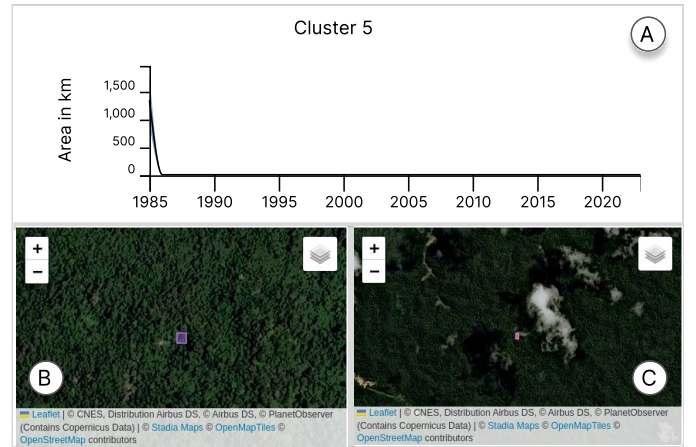 Cluster 5
A
Area in km
1,500
1,000
500
0
1985 1990 1995 2000 2005 2010 2015 2020
+
−
B
Leaflet | © CNES, Distribution Airbus DS, © Airbus DS, © PlanetObserver
(Contains Copernicus Data) | © Stadia Maps © OpenMapTiles ©
OpenStreetMap contributors
+
−
C
Leaflet | © CNES, Distribution Airbus DS, © Airbus DS, © PlanetObserver
(Contains Copernicus Data) | © Stadia Maps © OpenMapTiles ©
OpenStreetMap contributors